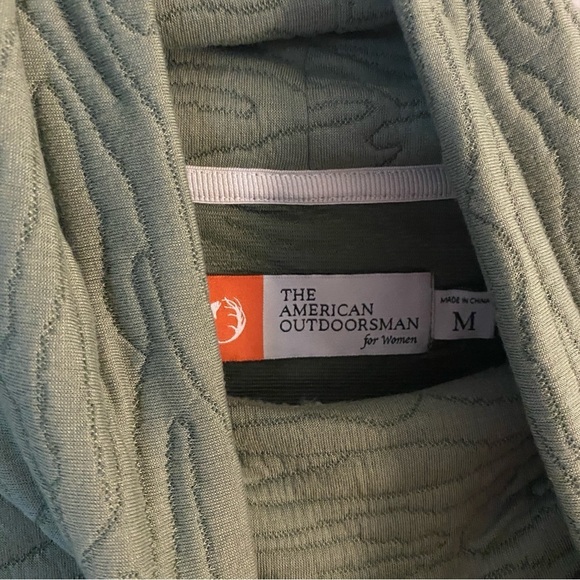 THE
AMERICAN
OUTDOORSMAN
for Women
MADE IN CHINA
M